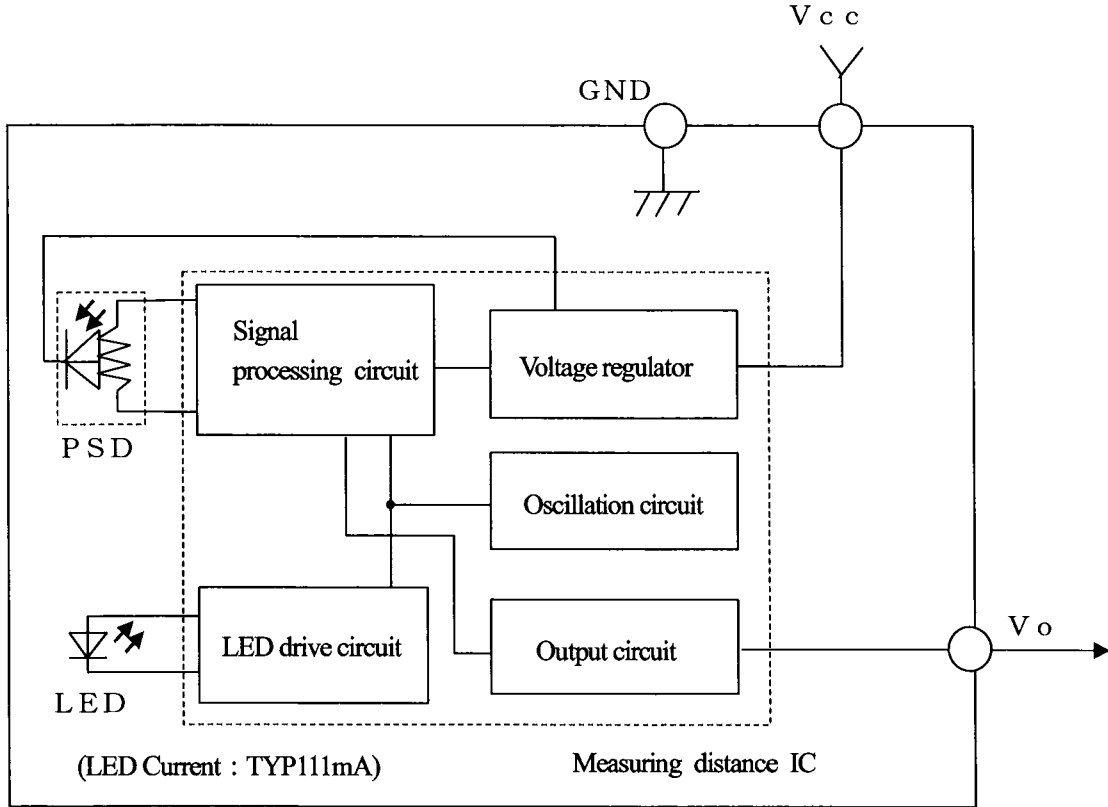 Vcc
GND
Signal
processing circuit
Voltage regulator
PSD
Oscillation circuit
LED drive circuit
Output circuit
Vo
LED
(LED Current : TYP111mA)
Measuring distance IC